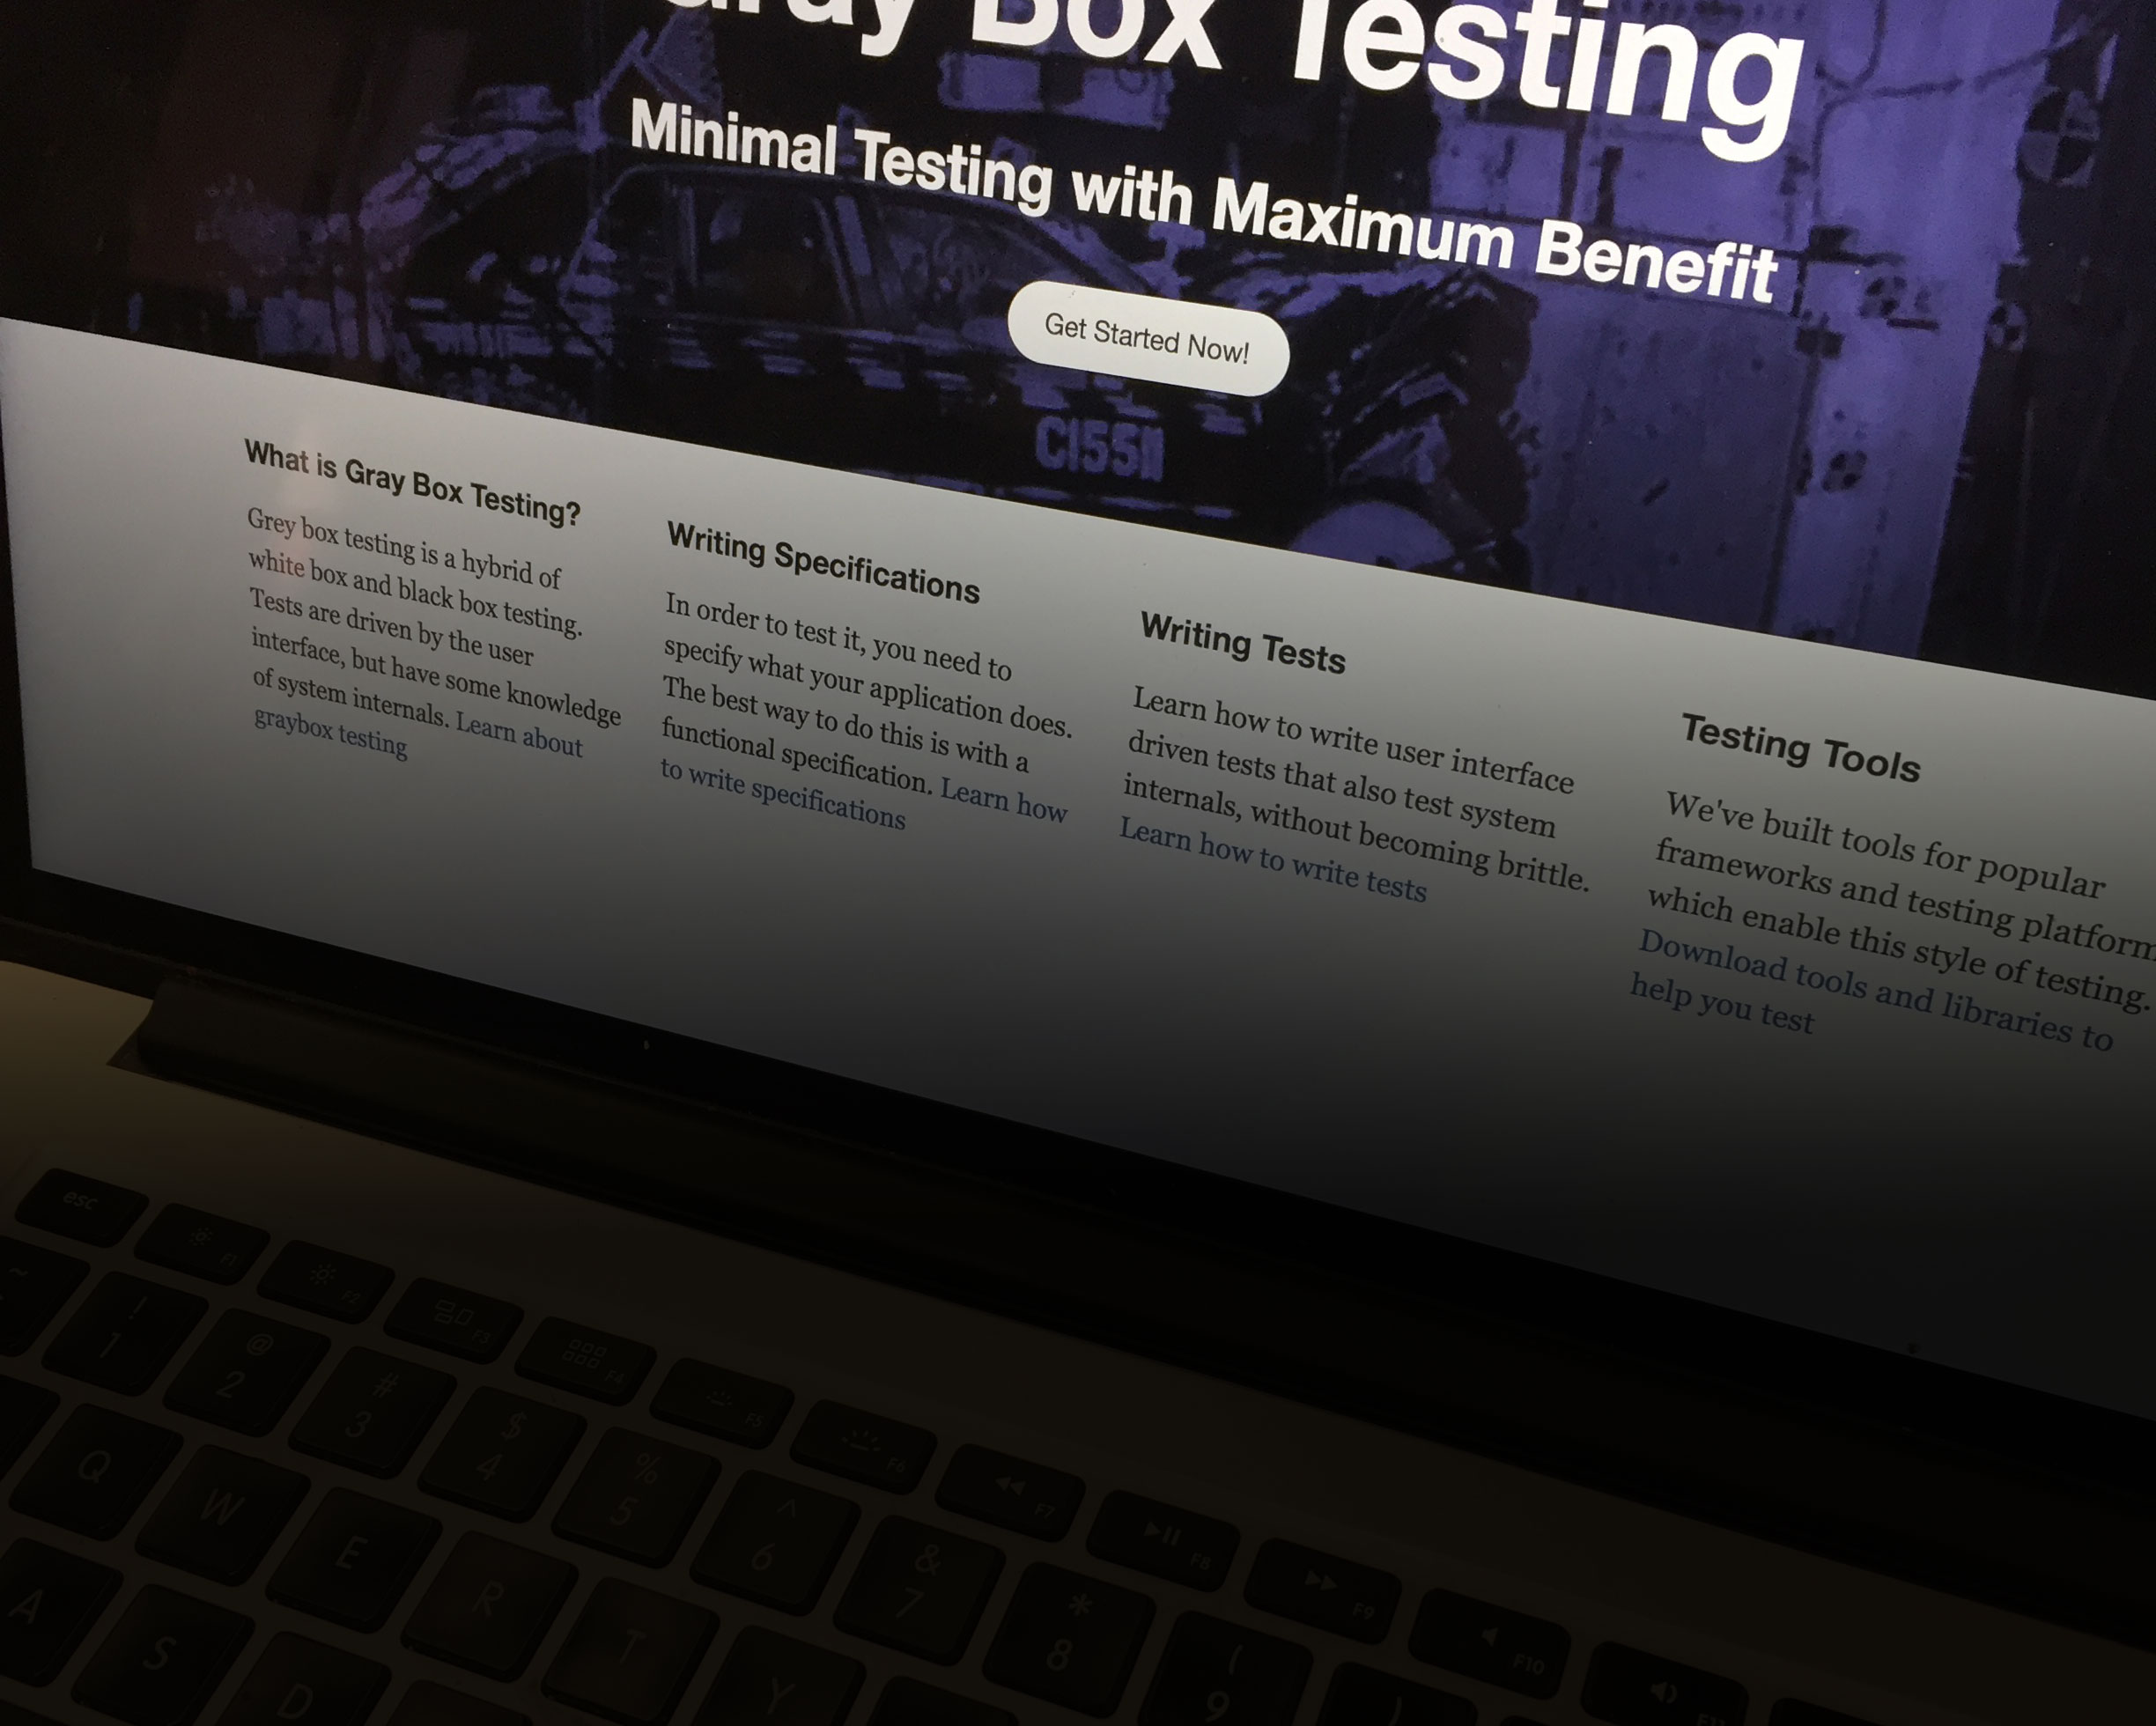 Gray Box Testing
Minimal Testing with Maximum Benefit
Get Started Now!
What is Gray Box Testing?
Grey box testing is a hybrid of
white box and black box testing.
Tests are driven by the user
interface, but have some knowledge
of system internals. Learn about
graybox testing
Writing Specifications
In order to test it, you need to
specify what your application does.
The best way to do this is with a
functional specification. Learn how
to write specifications
Writing Tests
Learn how to write user interface
driven tests that also test system
internals, without becoming brittle.
Learn how to write tests
Testing Tools
We've built tools for popular
frameworks and testing platform
which enable this style of testing.
Download tools and libraries to
help you test
esc F1 F2 F3 F4 F5 F6 F7 F8 F9 F10
~ ! @ # $ % ^ & * ( )
1 2 3 4 5 6 7 8 9
Q W E R T Y
A S D